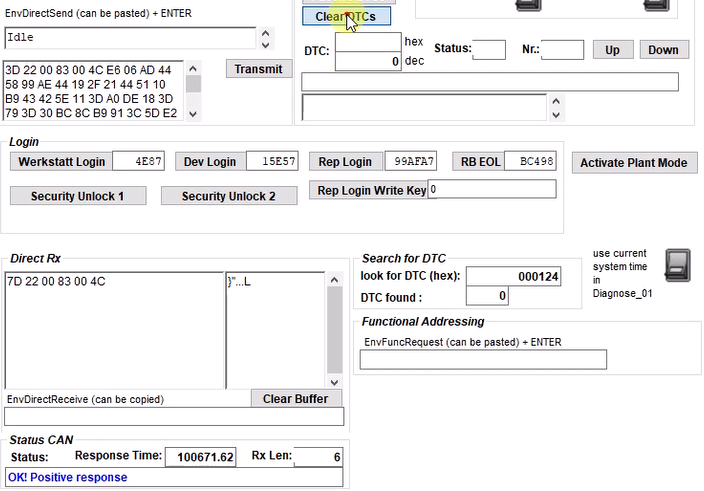 EnvDirectSend (can be pasted) + ENTER
Idle
3D 22 00 83 00 4C E6 06 AD 44
58 99 AE 44 19 2F 21 44 51 10
B9 43 42 5E 11 3D A0 DE 18 3D
79 3D 30 BC 8C B9 91 3C 5D E2
Transmit
Clear DTCs
DTC:
hex
0
dec
Status:
Nr.:
Up
Down
Login
Werkstatt Login
4E87
Dev Login
15E57
Rep Login
99AFA7
RB EOL
BC498
Activate Plant Mode
Security Unlock 1
Security Unlock 2
Rep Login Write Key
0
Direct Rx
7D 22 00 83 00 4C
}"...L
EnvDirectReceive (can be copied)
Clear Buffer
Search for DTC
look for DTC (hex):
000124
DTC found :
0
use current
system time
in
Diagnose_01
Functional Addressing
EnvFuncRequest (can be pasted) + ENTER
Status CAN
Status:
Response Time:
100671.62
Rx Len:
6
OK! Positive response